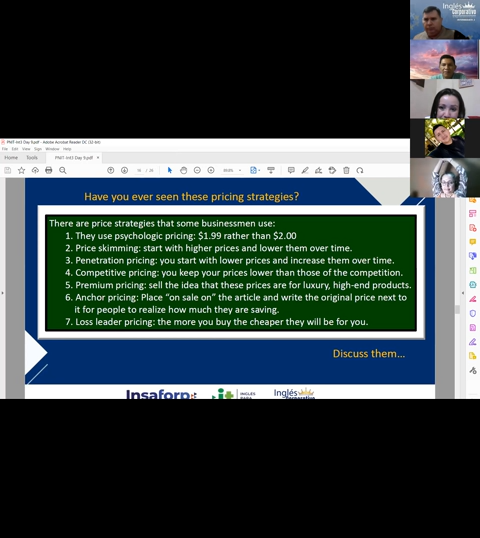 Inglés
Corporativo
PWIT-Int3 Day 9.pdf - Adobe Acrobat Reader DC (32-bit)
File Edit View Sign Window Help
Home Tools PWIT-Int3 Day 9.pdf ×
Have you ever seen these pricing strategies?
There are price strategies that some businessmen use:
1. They use psychologic pricing: $1.99 rather than $2.00
2. Price skimming: start with higher prices and lower them over time.
3. Penetration pricing: you start with lower prices and increase them over time.
4. Competitive pricing: you keep your prices lower than those of the competition.
5. Premium pricing: sell the idea that these prices are for luxury, high-end products.
6. Anchor pricing: Place “on sale on” the article and write the original price next to
it for people to realize how much they are saving.
7. Loss leader pricing: the more you buy the cheaper they will be for you.
Discuss them...
Insaforp
INGLÉS
PARA
Inglés